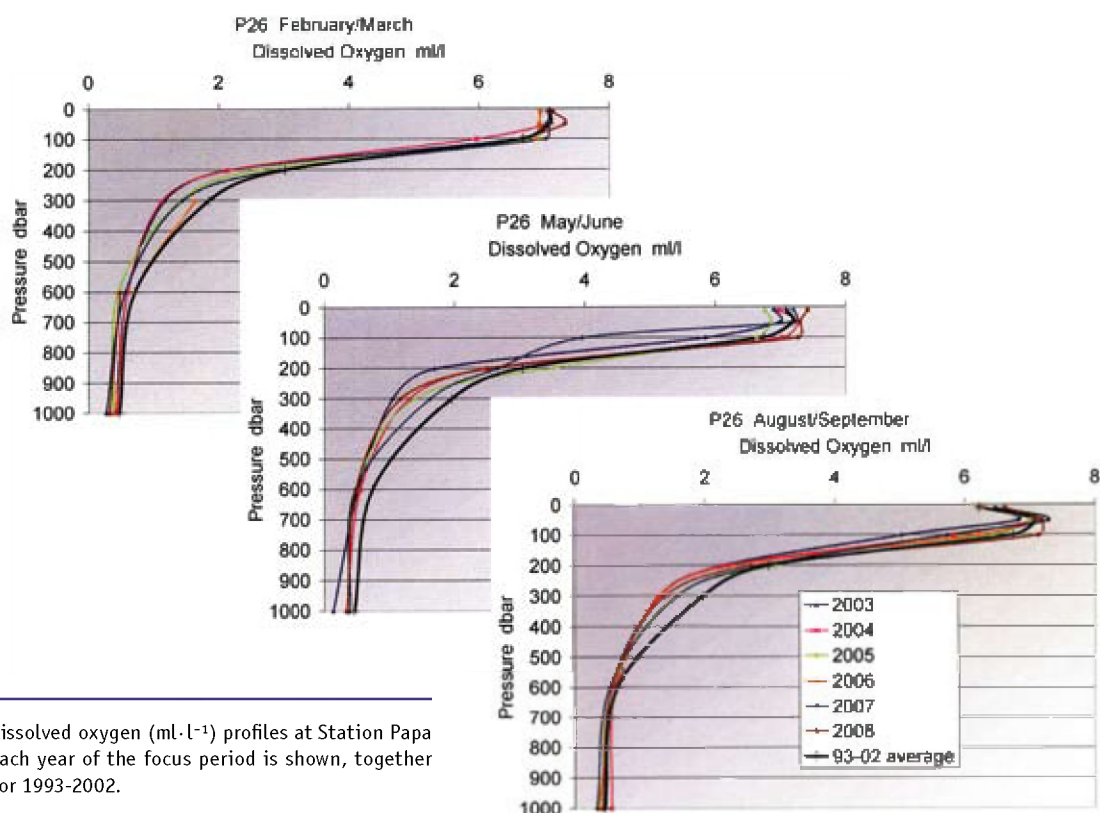 P26 February/March
Dissolved Oxygen ml/l
0 2 4 6 8
0
100
200
300
400
500
600
700
800
900
1000
Pressure dbar
P26 May/June
Dissolved Oxygen ml/l
0 2 4 6 8
0
100
200
300
400
500
600
700
800
900
1000
Pressure dbar
P26 August/September
Dissolved Oxygen ml/l
0 2 4 6 8
0
100
200
300
400
500
600
700
800
900
1000
Pressure dbar
2003
2004
2005
2006
2007
2008
93-02 average
issolved oxygen (ml·l⁻¹) profiles at Station Papa
ach year of the focus period is shown, together
or 1993-2002.